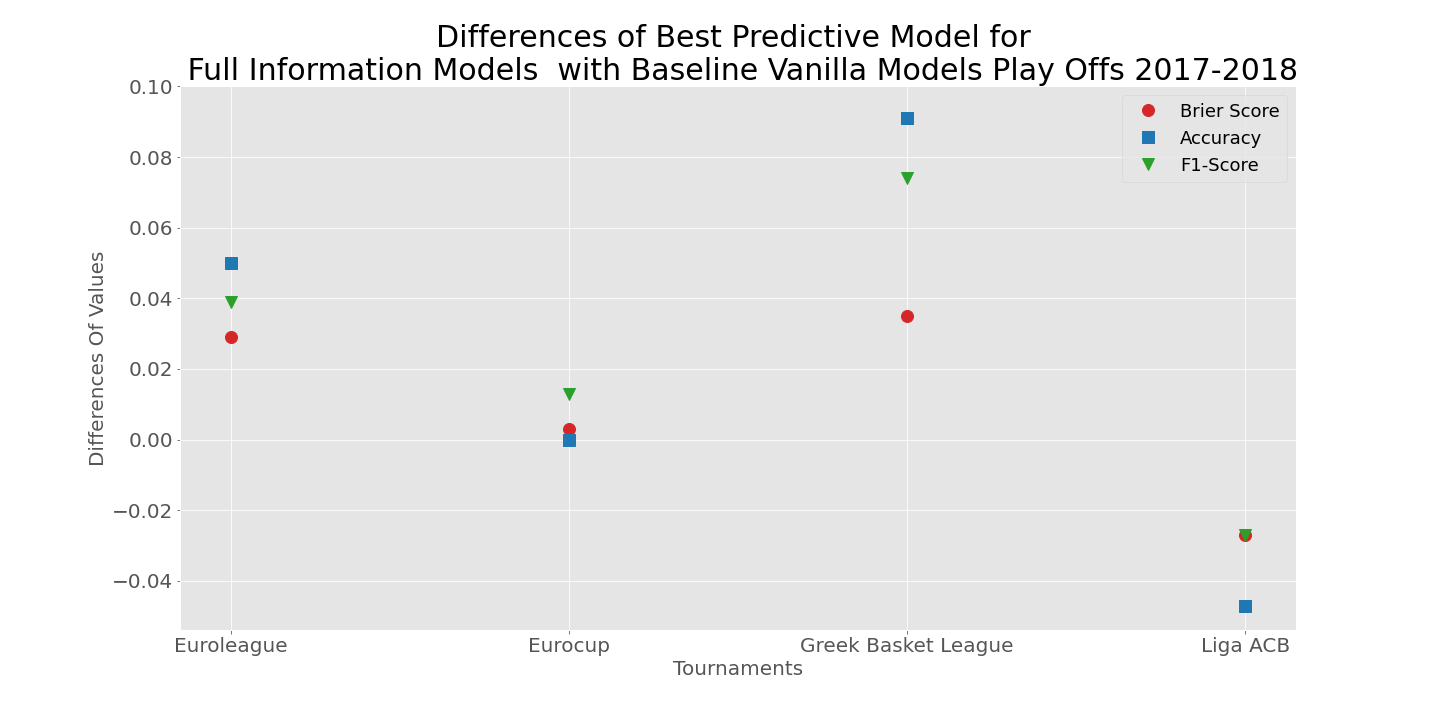 Differences of Best Predictive Model for
Full Information Models  with Baseline Vanilla Models Play Offs 2017-2018
0.10
0.08
0.06
0.04
0.02
0.00
−0.02
−0.04
Differences Of Values
Brier Score
Accuracy
F1-Score
Euroleague
Eurocup
Greek Basket League
Liga ACB
Tournaments